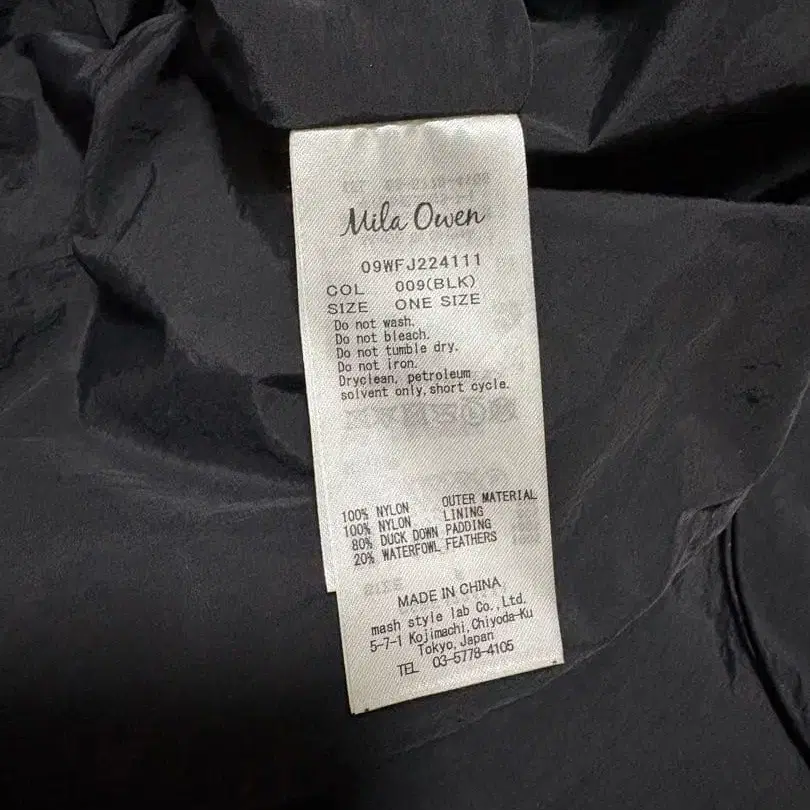 Mila Owen
09WFJ224111
COL 009(BLK)
SIZE ONE SIZE
Do not wash.
Do not bleach.
Do not tumble dry.
Do not iron.
Dryclean, petroleum
solvent only, short cycle.
100% NYLON OUTER MATERIAL
100% NYLON LINING
80% DUCK DOWN PADDING
20% WATERFOWL FEATHERS
MADE IN CHINA
mash style lab Co., Ltd.
5-7-1 Kojimachi, Chiyoda-Ku
Tokyo, Japan
TEL 03-5778-4105